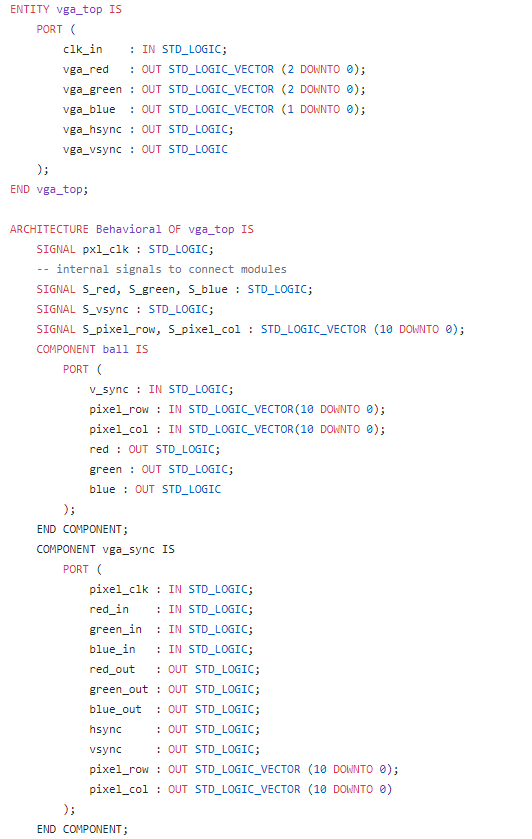 ENTITY vga_top IS
    PORT (
        clk_in    : IN STD_LOGIC;
        vga_red   : OUT STD_LOGIC_VECTOR (2 DOWNTO 0);
        vga_green : OUT STD_LOGIC_VECTOR (2 DOWNTO 0);
        vga_blue  : OUT STD_LOGIC_VECTOR (1 DOWNTO 0);
        vga_hsync : OUT STD_LOGIC;
        vga_vsync : OUT STD_LOGIC
    );
END vga_top;

ARCHITECTURE Behavioral OF vga_top IS
    SIGNAL pxl_clk : STD_LOGIC;
    -- internal signals to connect modules
    SIGNAL S_red, S_green, S_blue : STD_LOGIC;
    SIGNAL S_vsync : STD_LOGIC;
    SIGNAL S_pixel_row, S_pixel_col : STD_LOGIC_VECTOR (10 DOWNTO 0);
    COMPONENT ball IS
        PORT (
            v_sync : IN STD_LOGIC;
            pixel_row : IN STD_LOGIC_VECTOR(10 DOWNTO 0);
            pixel_col : IN STD_LOGIC_VECTOR(10 DOWNTO 0);
            red : OUT STD_LOGIC;
            green : OUT STD_LOGIC;
            blue : OUT STD_LOGIC
        );
    END COMPONENT;
    COMPONENT vga_sync IS
        PORT (
            pixel_clk : IN STD_LOGIC;
            red_in    : IN STD_LOGIC;
            green_in  : IN STD_LOGIC;
            blue_in   : IN STD_LOGIC;
            red_out   : OUT STD_LOGIC;
            green_out : OUT STD_LOGIC;
            blue_out  : OUT STD_LOGIC;
            hsync     : OUT STD_LOGIC;
            vsync     : OUT STD_LOGIC;
            pixel_row : OUT STD_LOGIC_VECTOR (10 DOWNTO 0);
            pixel_col : OUT STD_LOGIC_VECTOR (10 DOWNTO 0)
        );
    END COMPONENT;